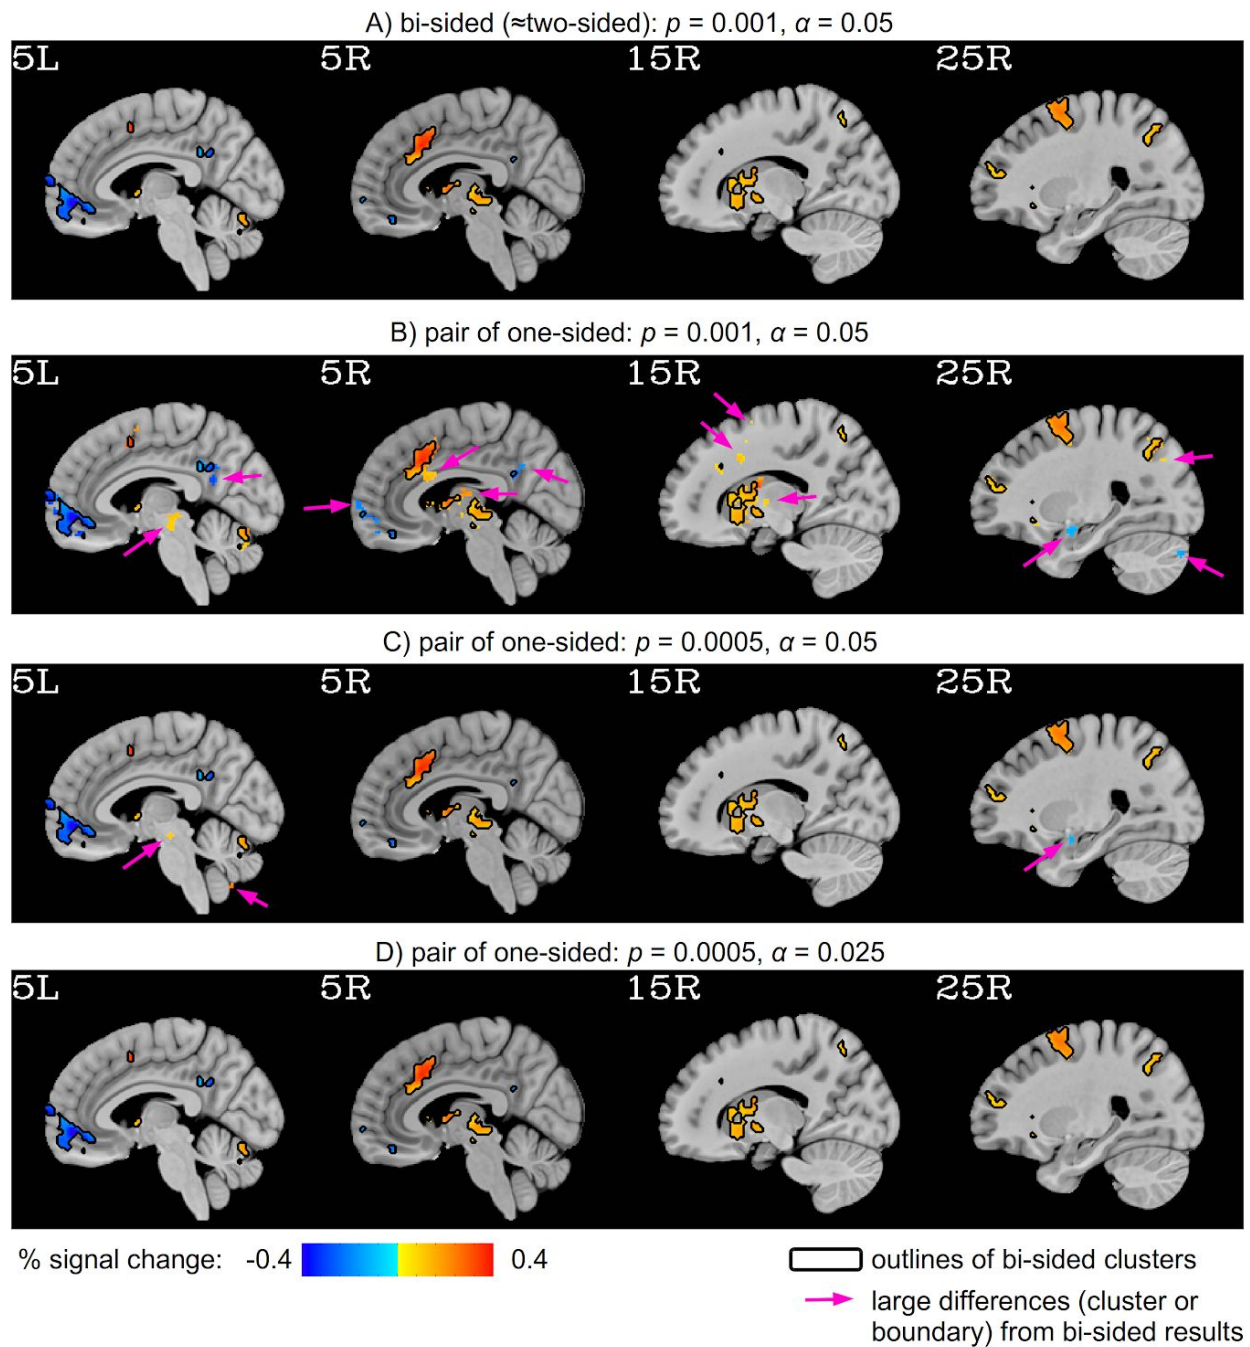 A) bi-sided (≈two-sided): p = 0.001, α = 0.05
5L 5R 15R 25R
B) pair of one-sided: p = 0.001, α = 0.05
5L 5R 15R 25R
C) pair of one-sided: p = 0.0005, α = 0.05
5L 5R 15R 25R
D) pair of one-sided: p = 0.0005, α = 0.025
5L 5R 15R 25R
% signal change: -0.4 0.4
outlines of bi-sided clusters
large differences (cluster or
boundary) from bi-sided results